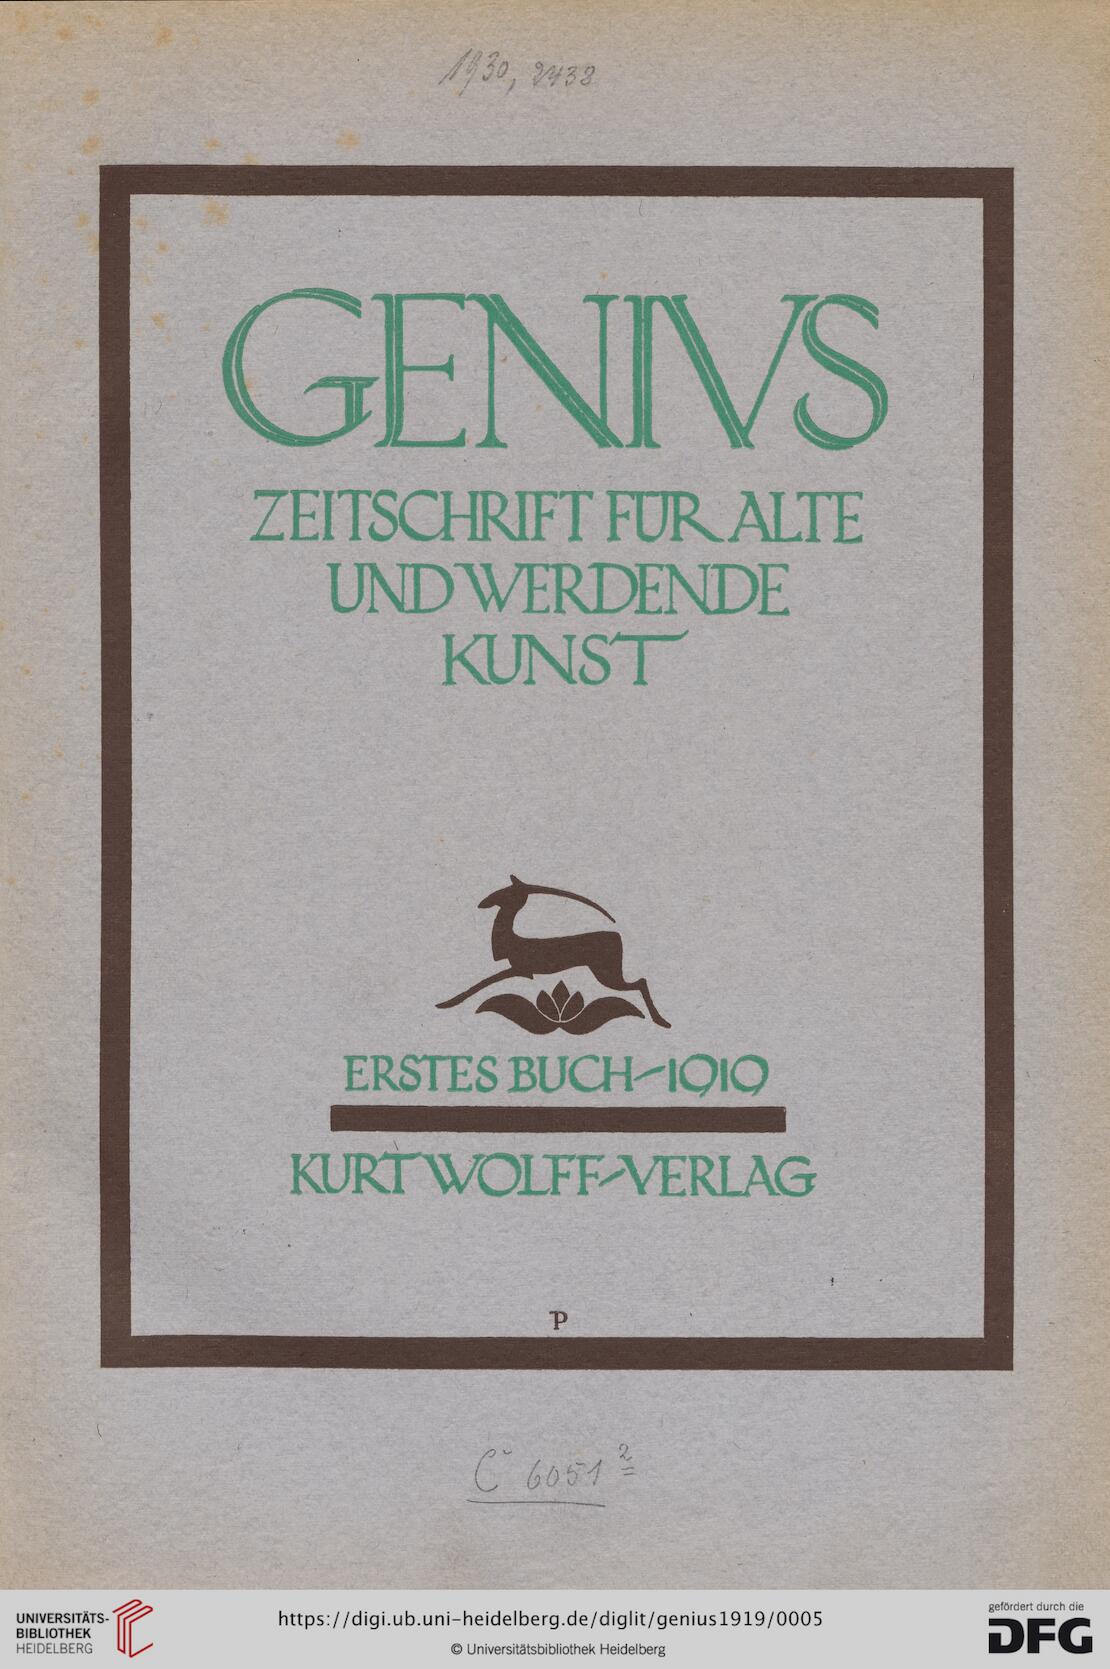 1930, 2438
GENIVS
ZEITSCHRIFT FÜR ALTE
UND WERDENDE
KUNST
ERSTES BUCH-1919
KURT WOLFF-VERLAG
P
C 6051 2
UNIVERSITÄTS-
BIBLIOTHEK
HEIDELBERG
https://digi.ub.uni-heidelberg.de/diglit/genius1919/0005
© Universitätsbibliothek Heidelberg
gefördert durch die
DFG